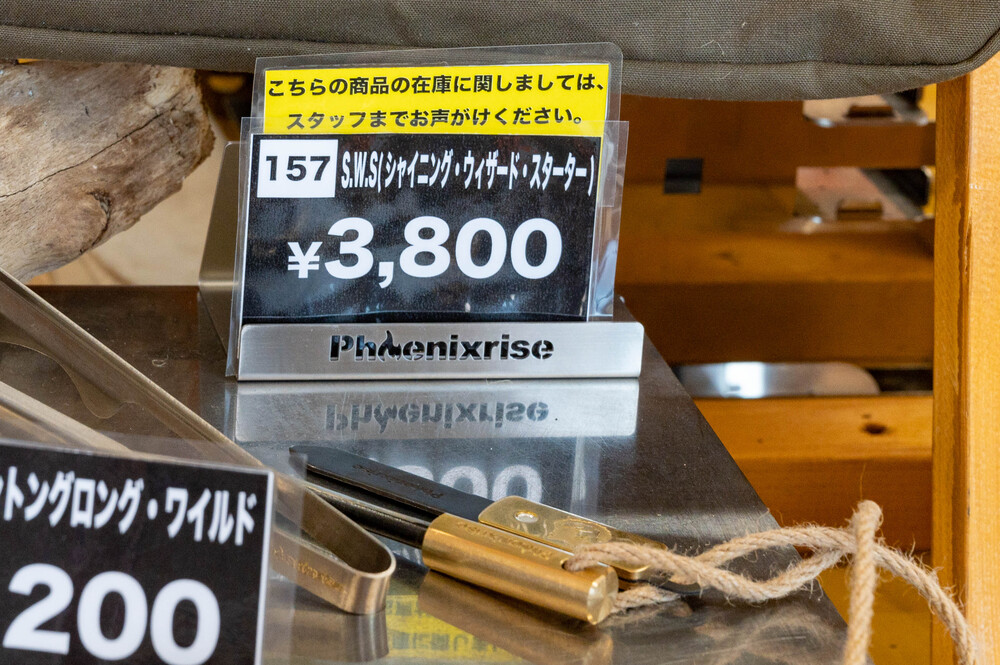 こちらの商品の在庫に関しましては、
スタッフまでお声がけください。
157 S.W.S(シャイニング・ウィザード・スターター)
¥3,800
Phoenixrise
トングロング・ワイルド
200